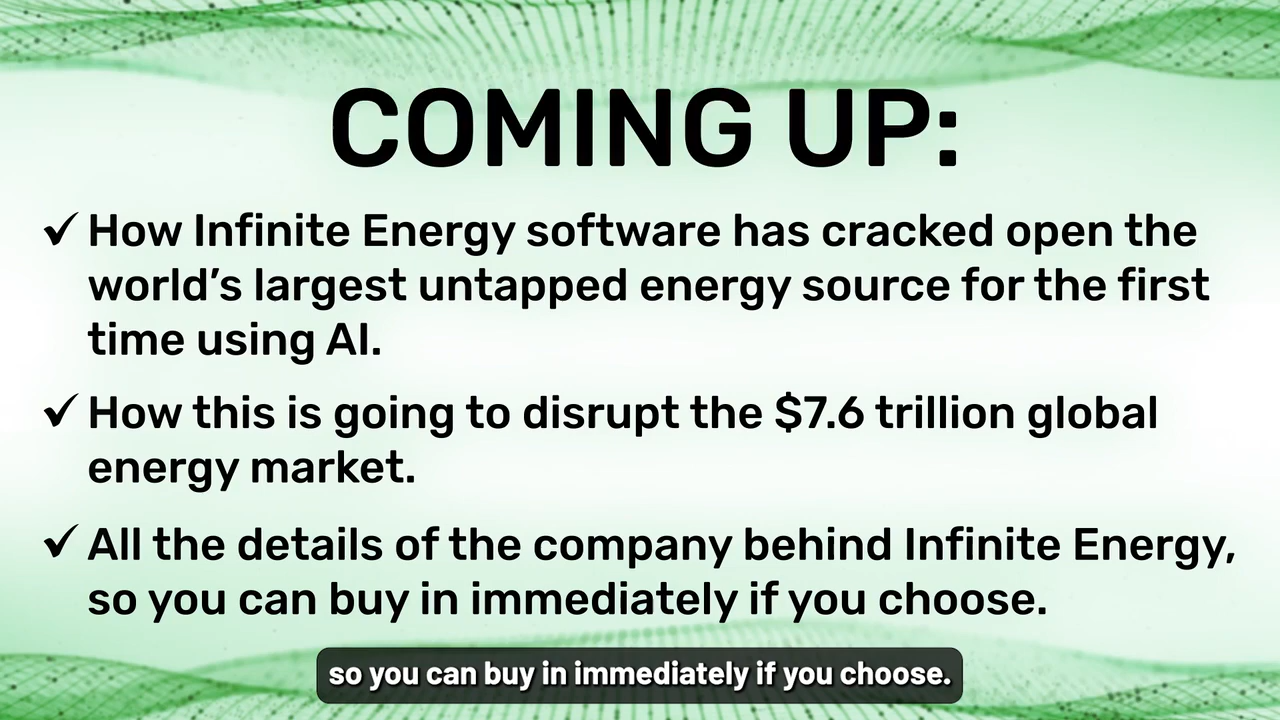 COMING UP:
✓ How Infinite Energy software has cracked open the
world’s largest untapped energy source for the first
time using AI.
✓ How this is going to disrupt the $7.6 trillion global
energy market.
✓ All the details of the company behind Infinite Energy,
so you can buy in immediately if you choose.
so you can buy in immediately if you choose.